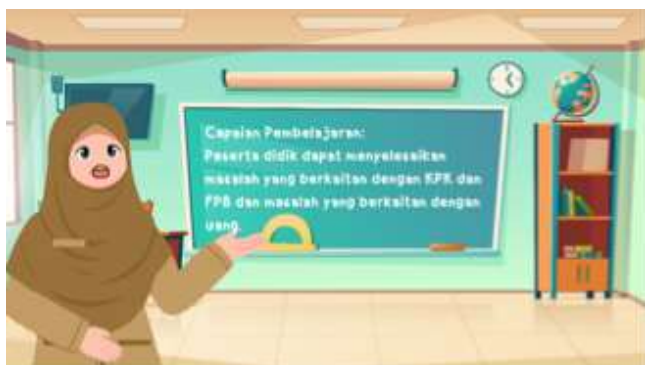 Capaian Pembelajaran:
Peserta didik dapat menyelesaikan
masalah yang berkaitan dengan KPK dan
FPB dan masalah yang berkaitan dengan
uang.